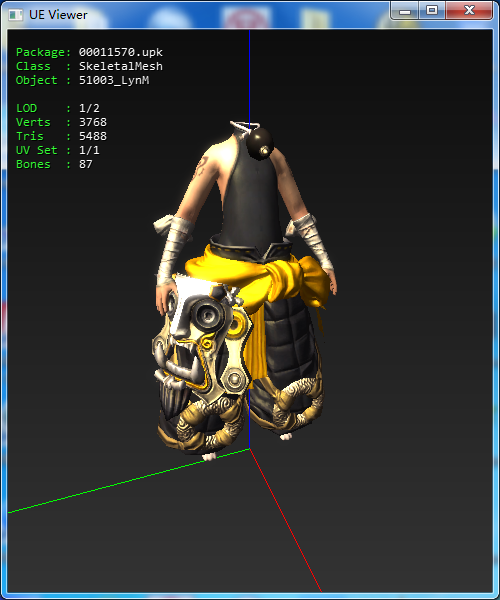 UE Viewer
Package: 00011570.upk
Class : SkeletalMesh
Object : 51003_LynM
LOD : 1/2
Verts : 3768
Tris : 5488
UV Set : 1/1
Bones : 87